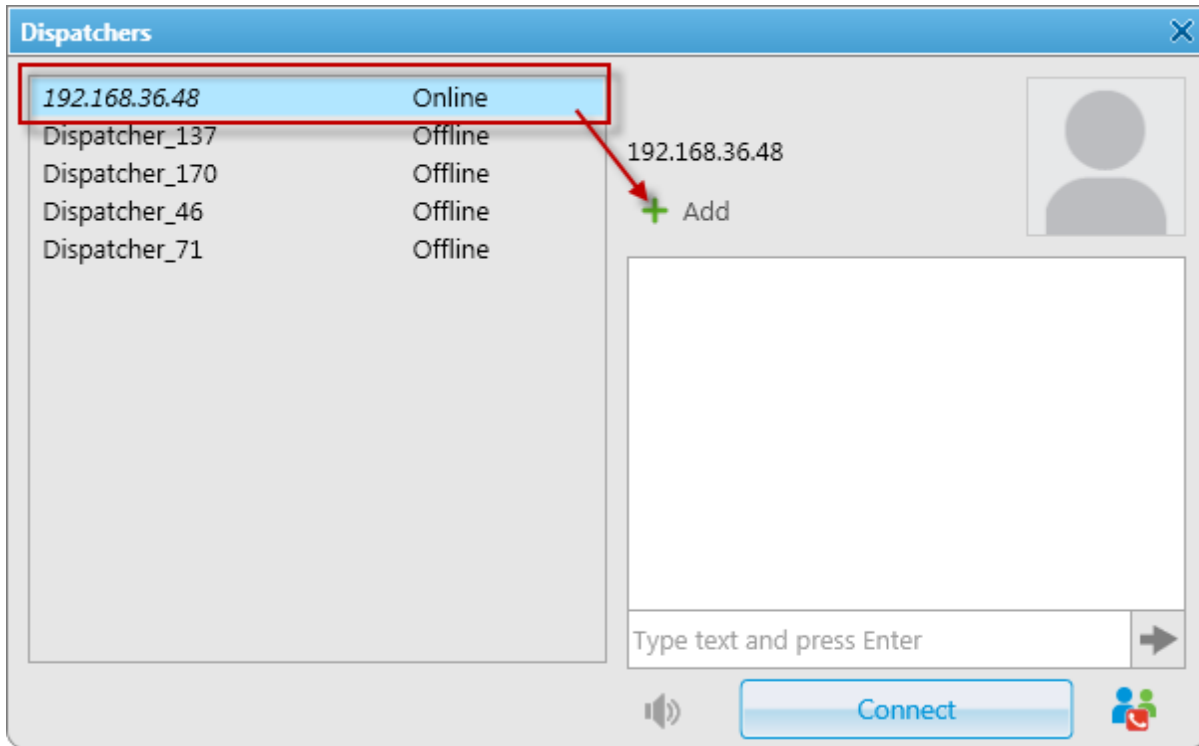 Dispatchers
192.168.36.48 Online
Dispatcher_137 Offline
Dispatcher_170 Offline
Dispatcher_46 Offline
Dispatcher_71 Offline
192.168.36.48
Add
Type text and press Enter
Connect